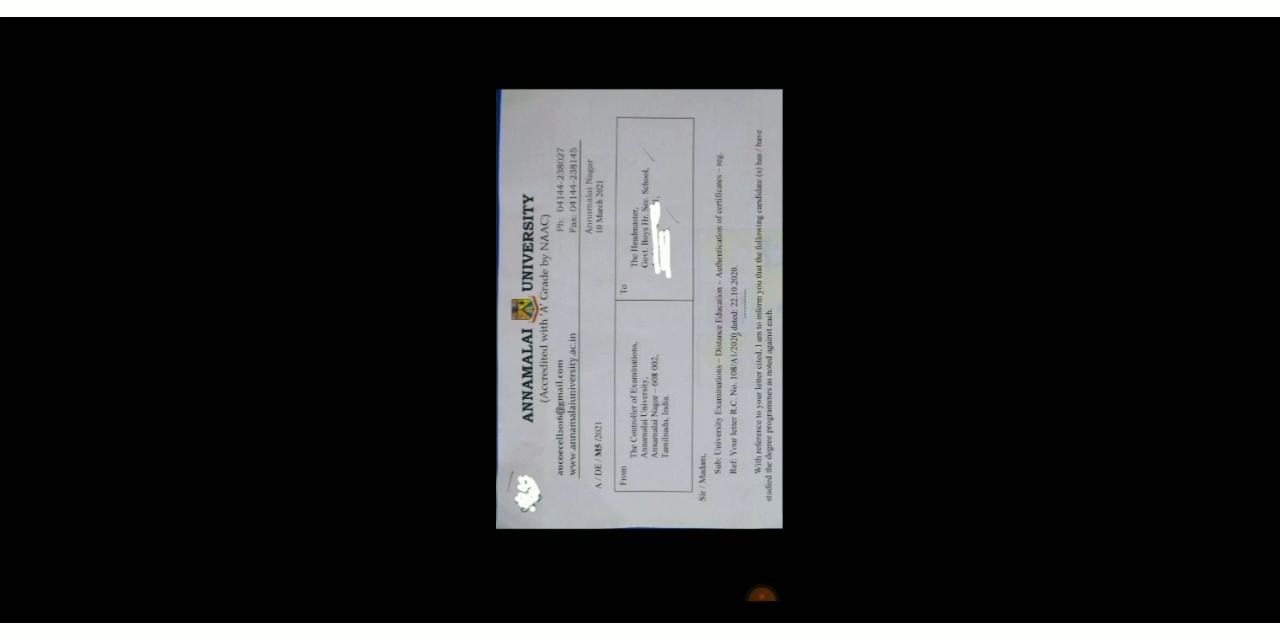 ANNAMALAI UNIVERSITY
(Accredited with 'A' Grade by NAAC)
aucoecell2016@gmail.com Ph: 04144-238027
www.annamalaiuniversity.ac.in Fax: 04144-238145
A / DE / M5 /2021 Annamalai Nagar
10 March 2021
From To
The Controller of Examinations, The Headmaster,
Annamalai University, Govt. Boys Hr. Sec. School,
Annamalai Nagar – 608 002,
Tamilnadu, India.
Sir / Madam,
Sub: University Examinations – Distance Education – Authentication of certificates – reg.
Ref: Your letter R.C. No. 108/A1/2020 dated: 22.10.2020.
----------
With reference to your letter cited, I am to inform you that the following candidate (s) has / have
studied the degree programmes as noted against each.